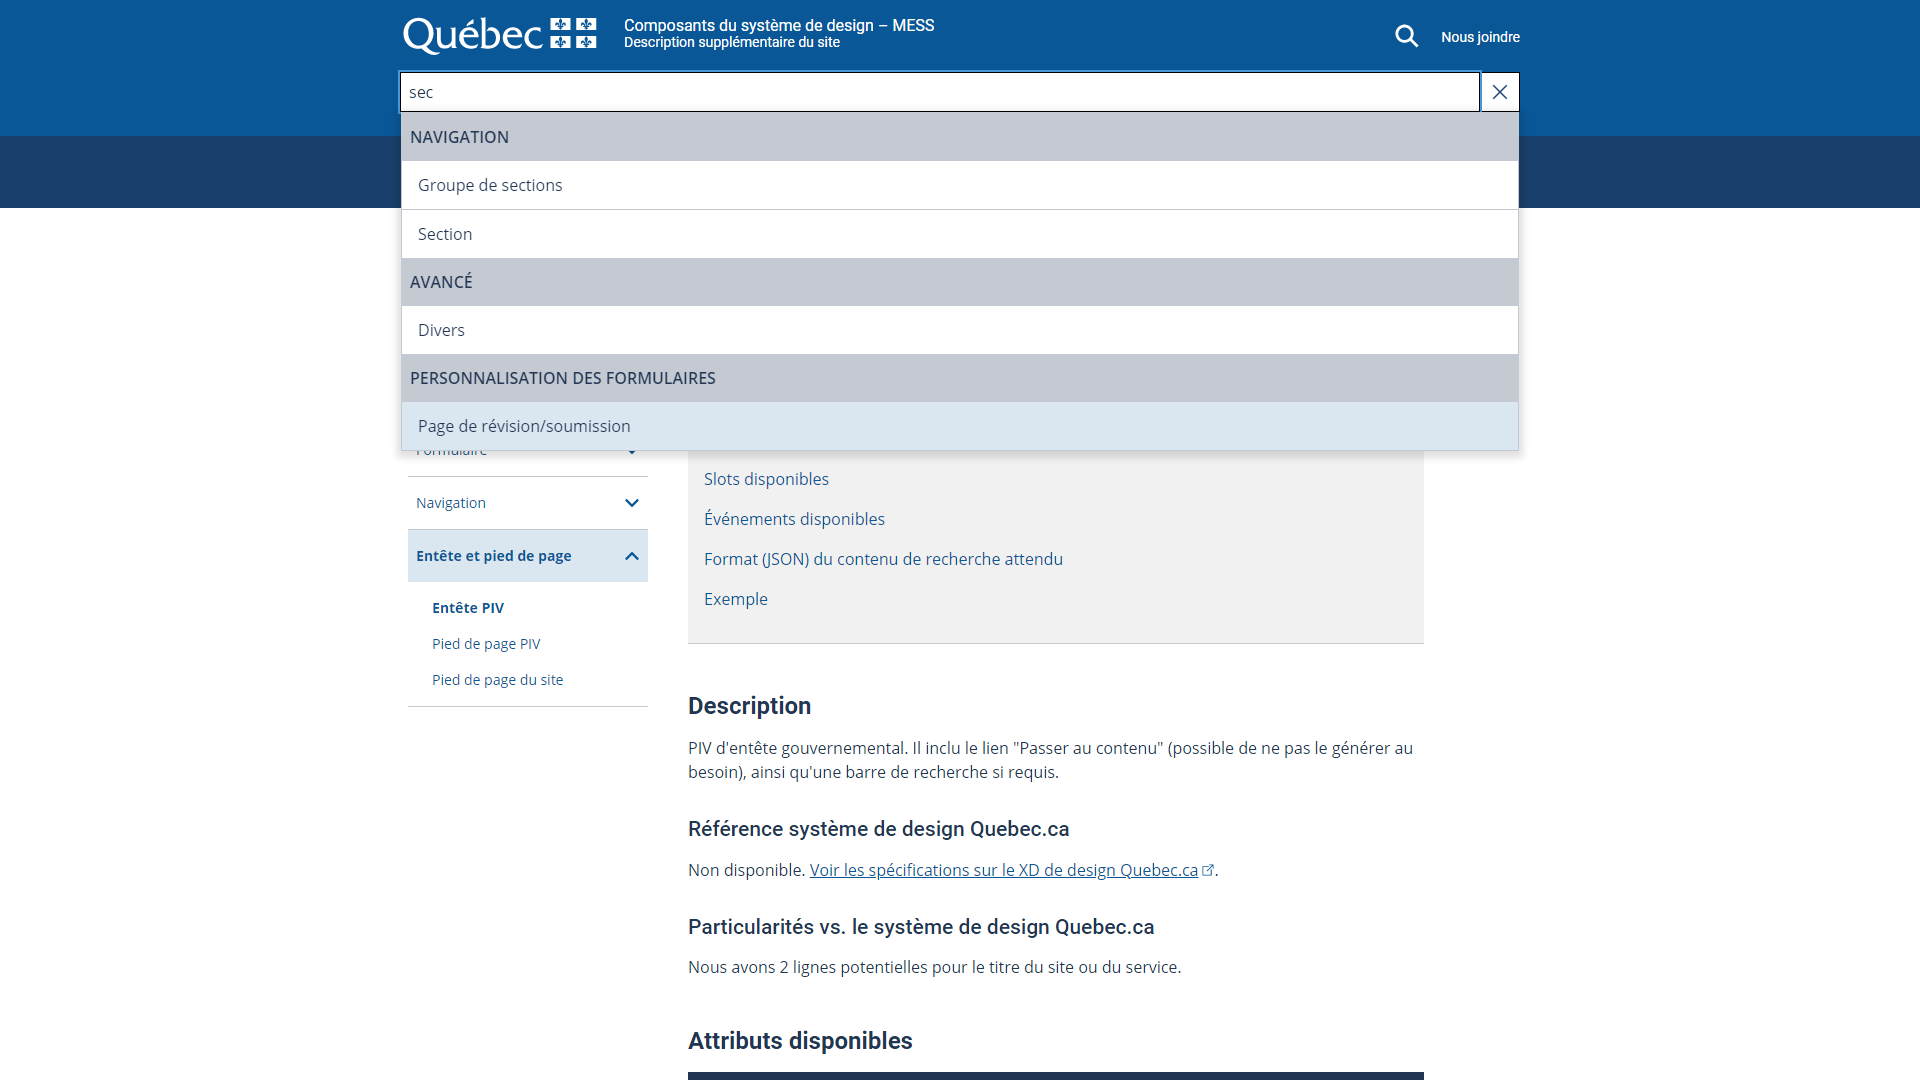 Québec
Composants du système de design – MESS
Description supplémentaire du site
Nous joindre
sec
NAVIGATION
Groupe de sections
Section
AVANCÉ
Divers
PERSONNALISATION DES FORMULAIRES
Page de révision/soumission
Formulaire
Navigation
Entête et pied de page
Entête PIV
Pied de page PIV
Pied de page du site
Slots disponibles
Événements disponibles
Format (JSON) du contenu de recherche attendu
Exemple
Description
PIV d'entête gouvernemental. Il inclu le lien "Passer au contenu" (possible de ne pas le générer au
besoin), ainsi qu'une barre de recherche si requis.
Référence système de design Quebec.ca
Non disponible. Voir les spécifications sur le XD de design Quebec.ca.
Particularités vs. le système de design Quebec.ca
Nous avons 2 lignes potentielles pour le titre du site ou du service.
Attributs disponibles